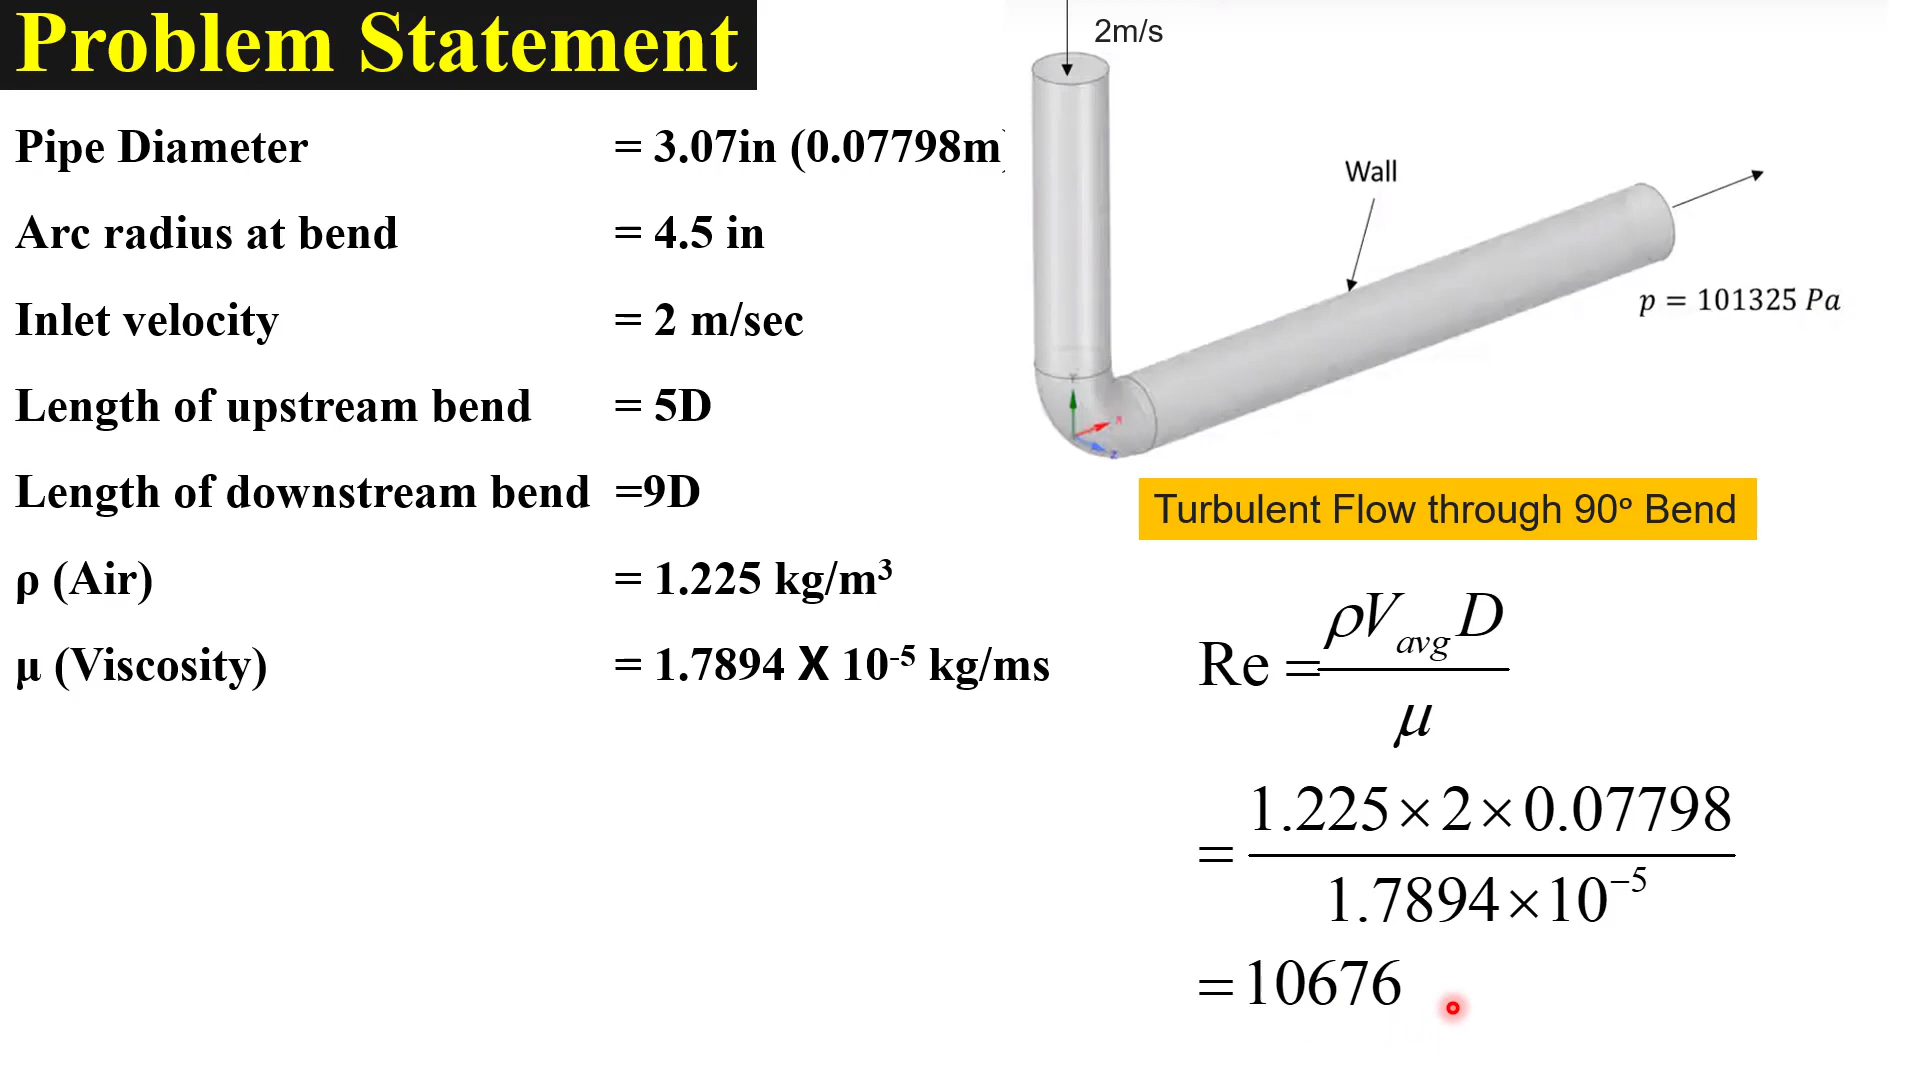 Problem Statement
Pipe Diameter = 3.07in (0.07798m)
Arc radius at bend = 4.5 in
Inlet velocity = 2 m/sec
Length of upstream bend = 5D
Length of downstream bend =9D
ρ (Air) = 1.225 kg/m³
μ (Viscosity) = 1.7894 X 10⁻⁵ kg/ms
2m/s
Wall
p = 101325 Pa
Y
X
Z
Turbulent Flow through 90° Bend
Re = ρV_avg D / μ
= 1.225×2×0.07798 / 1.7894×10⁻⁵
=10676